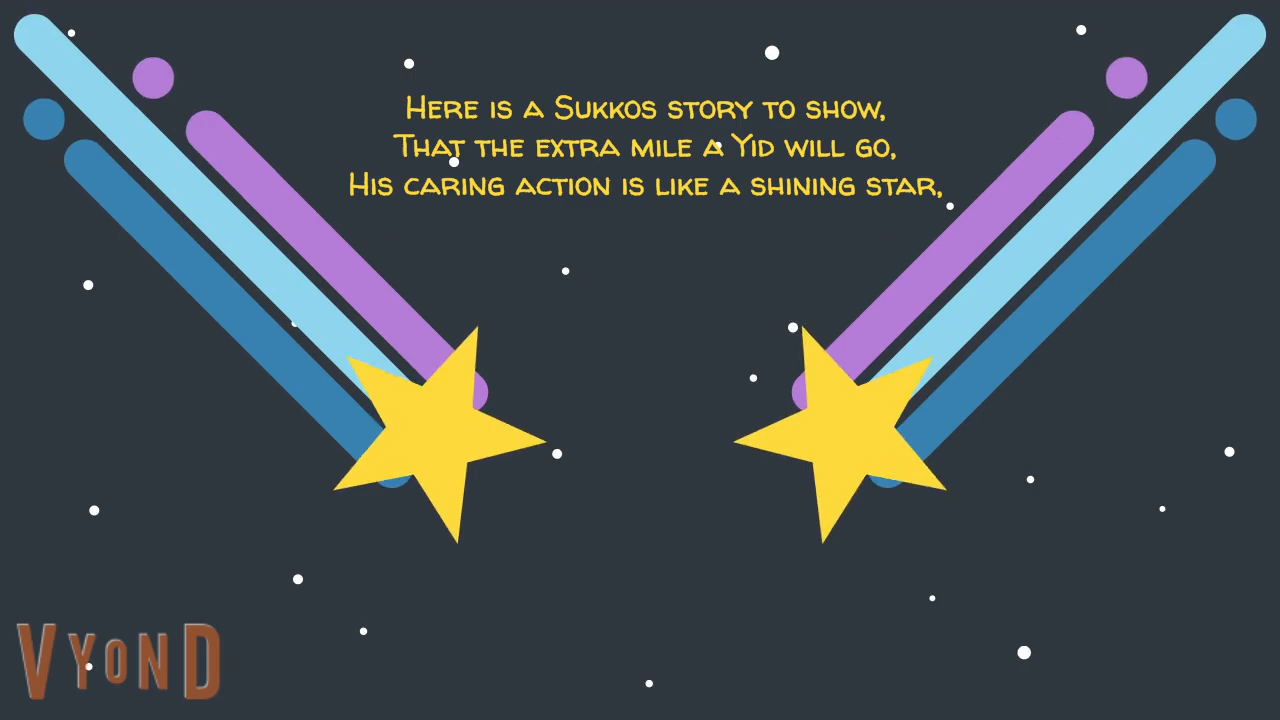 Here is a Sukkos story to show,
That the extra mile a Yid will go,
His caring action is like a shining star,
Vyond